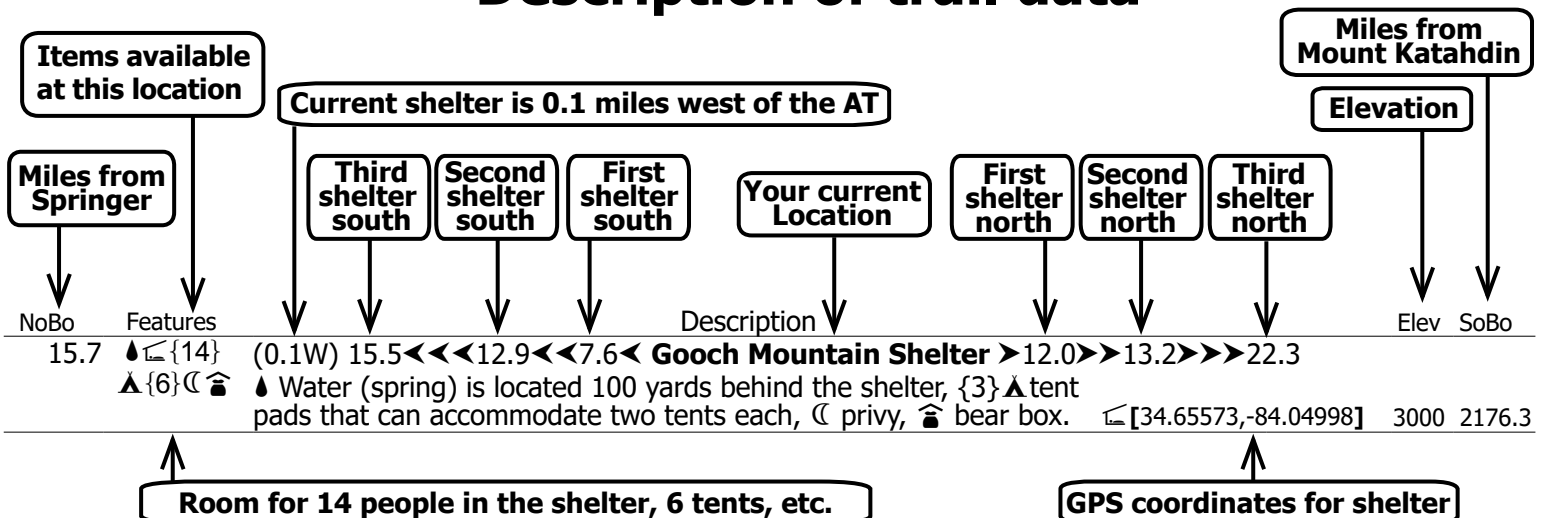 Description of trail data
Items available
at this location
Miles from
Mount Katahdin
Current shelter is 0.1 miles west of the AT
Elevation
Miles from
Springer
Third
shelter
south
Second
shelter
south
First
shelter
south
Your current
Location
First
shelter
north
Second
shelter
north
Third
shelter
north
NoBo Features Description Elev SoBo
15.7 {14} (0.1W) 15.5⮜⮜⮜12.9⮜⮜7.6⮜ Gooch Mountain Shelter ⮞12.0⮞⮞13.2⮞⮞⮞22.3
{6} Water (spring) is located 100 yards behind the shelter, {3} tent
pads that can accommodate two tents each, privy, bear box. [34.65573,-84.04998] 3000 2176.3
Room for 14 people in the shelter, 6 tents, etc.
GPS coordinates for shelter